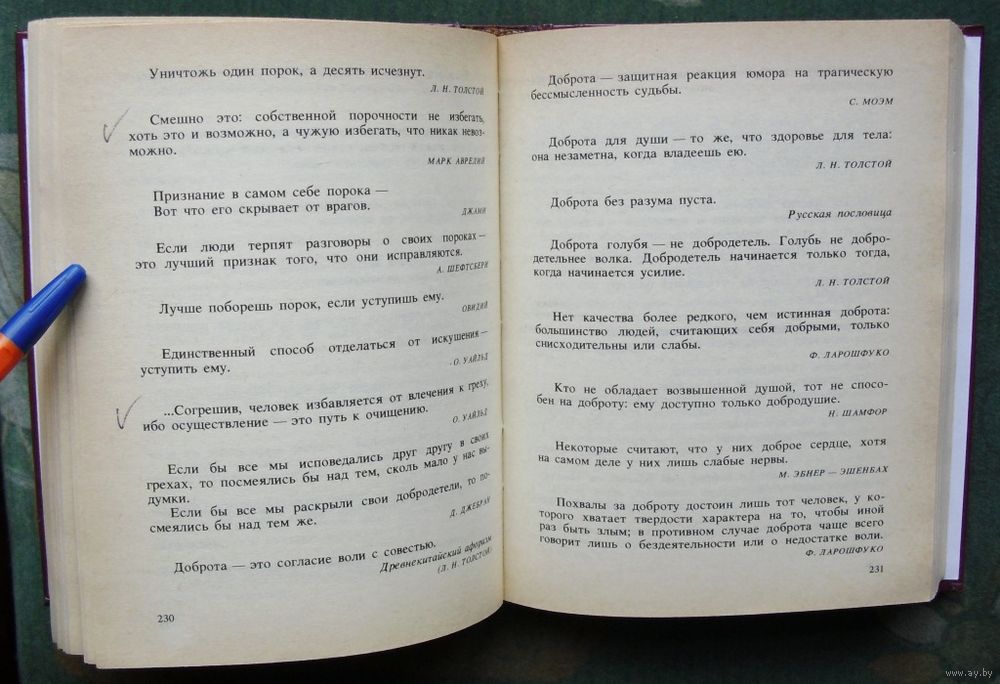 Уничтожь один порок, а десять исчезнут.
Л. Н. ТОЛСТОЙ
Смешно это: собственной порочности не избегать,
хоть это и возможно, а чужую избегать, что никак невоз-
можно.
МАРК АВРЕЛИЙ
Признание в самом себе порока —
Вот что его скрывает от врагов.
ДЖАМИ
Если люди терпят разговоры о своих пороках —
это лучший признак того, что они исправляются.
А. ШЕФТСБЕРИ
Лучше поборешь порок, если уступишь ему.
ОВИДИЙ
Единственный способ отделаться от искушения —
уступить ему.
О. УАЙЛЬД
...Согрешив, человек избавляется от влечения к греху,
ибо осуществление — это путь к очищению.
О. УАЙЛЬД
Если бы все мы исповедались друг другу в своих
грехах, то посмеялись бы над тем, сколь мало у нас вы-
думки.
Если бы все мы раскрыли свои добродетели, то по-
смеялись бы над тем же.
Д. ДЖЕБРАН
Доброта — это согласие воли с совестью.
Древнекитайский афоризм
(Л. Н. ТОЛСТОЙ)
230
Доброта — защитная реакция юмора на трагическую
бессмысленность судьбы.
С. МОЭМ
Доброта для души — то же, что здоровье для тела:
она незаметна, когда владеешь ею.
Л. Н. ТОЛСТОЙ
Доброта без разума пуста.
Русская пословица
Доброта голубя — не добродетель. Голубь не добро-
детельнее волка. Добродетель начинается только тогда,
когда начинается усилие.
Л. Н. ТОЛСТОЙ
Нет качества более редкого, чем истинная доброта:
большинство людей, считающих себя добрыми, только
снисходительны или слабы.
Ф. ЛАРОШФУКО
Кто не обладает возвышенной душой, тот не спосо-
бен на доброту: ему доступно только добродушие.
Н. ШАМФОР
Некоторые считают, что у них доброе сердце, хотя
на самом деле у них лишь слабые нервы.
М. ЭБНЕР — ЭШЕНБАХ
Похвалы за доброту достоин лишь тот человек, у ко-
торого хватает твердости характера на то, чтобы иной
раз быть злым; в противном случае доброта чаще всего
говорит лишь о бездеятельности или о недостатке воли.
Ф. ЛАРОШФУКО
231
www.ay.by